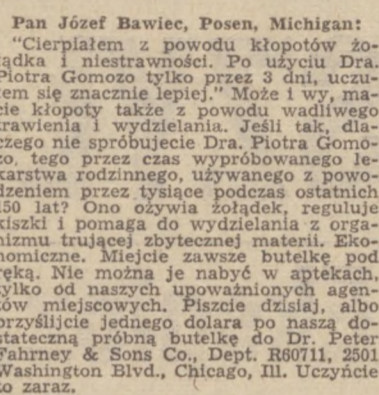 Pan Józef Bawiec, Posen, Michigan:
"Cierpiałem z powodu kłopotów żo-
ądka i niestrawności. Po użyciu Dra.
Piotra Gomozo tylko przez 3 dni, uczu-
em się znacznie lepiej." Może i wy, ma-
cie kłopoty także z powodu wadliwego
trawienia i wydzielania. Jeśli tak, dla-
czego nie spróbujecie Dra. Piotra Gomo-
zo, tego przez czas wypróbowanego le-
karstwa rodzinnego, używanego z powo-
dzeniem przez tysiące podczas ostatnich
150 lat? Ono ożywia żołądek, reguluje
kiszki i pomaga do wydzielania z orga-
nizmu trującej zbytecznej materii. Eko-
nomiczne. Miejcie zawsze butelkę pod
ręką. Nie można je nabyć w aptekach,
tylko od naszych upoważnionych agen-
tów miejscowych. Piszcie dzisiaj, albo
przyślijcie jednego dolara po naszą do-
stateczną próbną butelkę do Dr. Peter
Fahrney & Sons Co., Dept. R60711, 2501
Washington Blvd., Chicago, Ill. Uczyńcie
to zaraz.